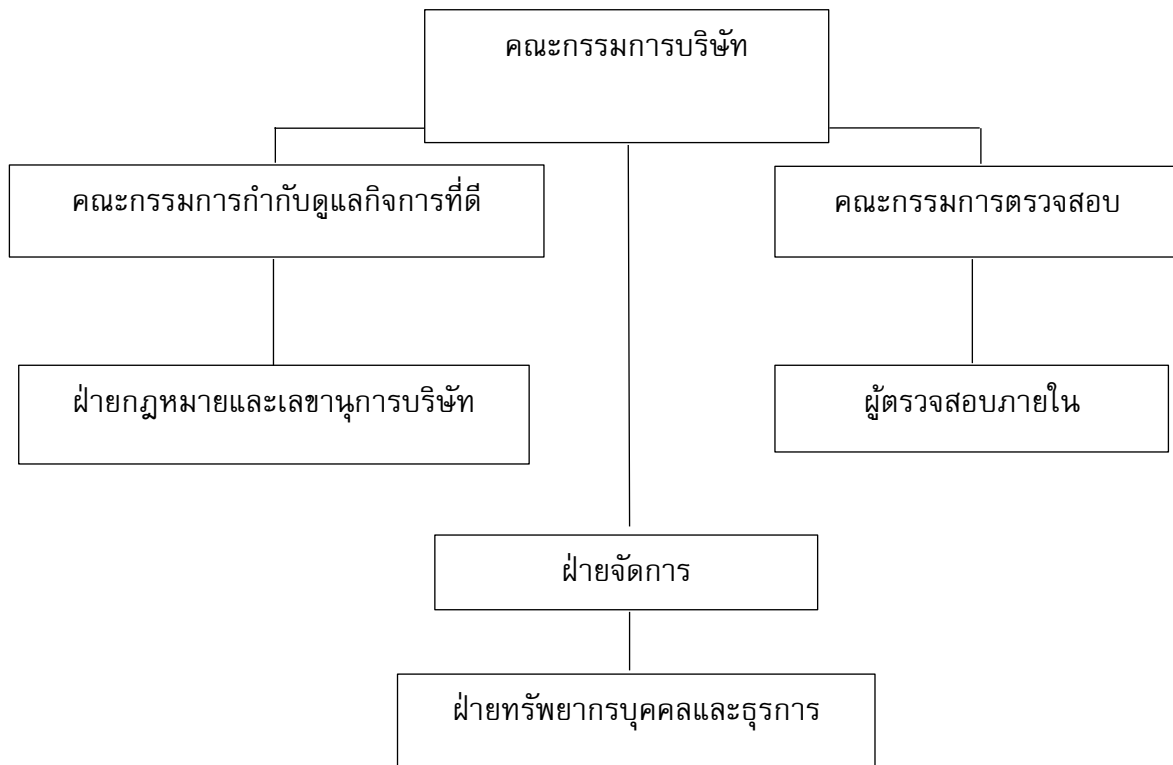 คณะกรรมการบริษัท
คณะกรรมการกำกับดูแลกิจการที่ดี
คณะกรรมการตรวจสอบ
ฝ่ายกฎหมายและเลขานุการบริษัท
ผู้ตรวจสอบภายใน
ฝ่ายจัดการ
ฝ่ายทรัพยากรบุคคลและธุรการ